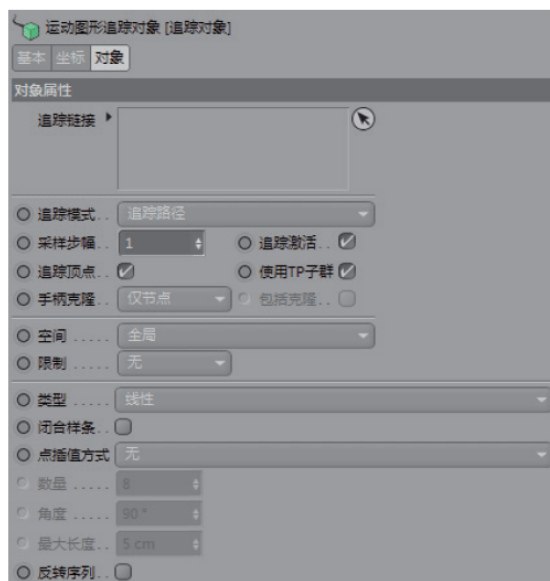 运动图形追踪对象 [追踪对象]
基本 坐标 对象
对象属性
追踪链接
追踪模式 . . 追踪路径
采样步幅 . . 1 追踪激活 . .
追踪顶点 . . 使用TP子群
手柄克隆 . . 仅节点 包括克隆 . .
空间 . . . . . 全局
限制 . . . . . 无
类型 . . . . . 线性
闭合样条 . .
点插值方式 无
数量 . . . . . 8
角度 . . . . . 90 °
最大长度 . . 5 cm
反转序列 . .